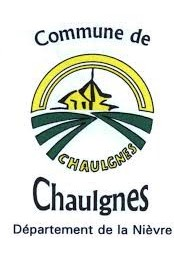 Commune de
CHAULGNES
Chaulgnes
Département de la Nièvre